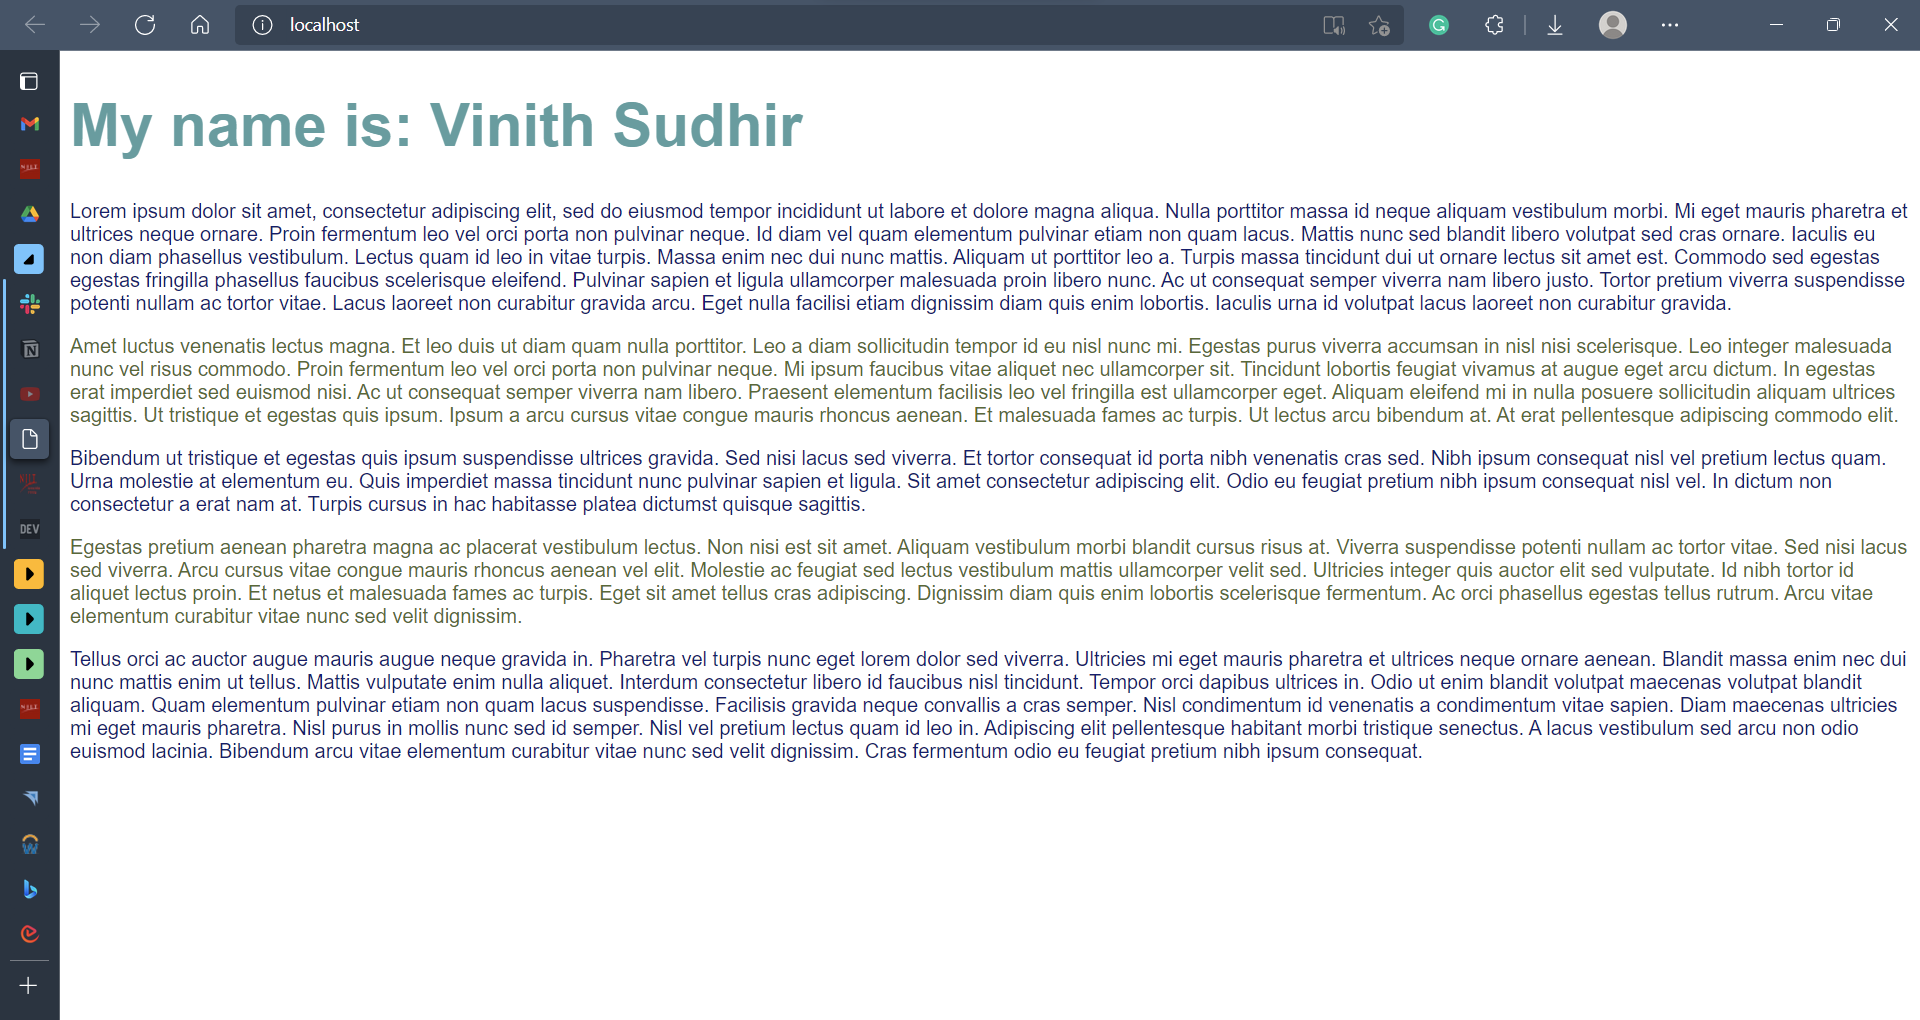 localhost
My name is: Vinith Sudhir
Lorem ipsum dolor sit amet, consectetur adipiscing elit, sed do eiusmod tempor incididunt ut labore et dolore magna aliqua. Nulla porttitor massa id neque aliquam vestibulum morbi. Mi eget mauris pharetra et
ultrices neque ornare. Proin fermentum leo vel orci porta non pulvinar neque. Id diam vel quam elementum pulvinar etiam non quam lacus. Mattis nunc sed blandit libero volutpat sed cras ornare. Iaculis eu
non diam phasellus vestibulum. Lectus quam id leo in vitae turpis. Massa enim nec dui nunc mattis. Aliquam ut porttitor leo a. Turpis massa tincidunt dui ut ornare lectus sit amet est. Commodo sed egestas
egestas fringilla phasellus faucibus scelerisque eleifend. Pulvinar sapien et ligula ullamcorper malesuada proin libero nunc. Ac ut consequat semper viverra nam libero justo. Tortor pretium viverra suspendisse
potenti nullam ac tortor vitae. Lacus laoreet non curabitur gravida arcu. Eget nulla facilisi etiam dignissim diam quis enim lobortis. Iaculis urna id volutpat lacus laoreet non curabitur gravida.
Amet luctus venenatis lectus magna. Et leo duis ut diam quam nulla porttitor. Leo a diam sollicitudin tempor id eu nisl nunc mi. Egestas purus viverra accumsan in nisl nisi scelerisque. Leo integer malesuada
nunc vel risus commodo. Proin fermentum leo vel orci porta non pulvinar neque. Mi ipsum faucibus vitae aliquet nec ullamcorper sit. Tincidunt lobortis feugiat vivamus at augue eget arcu dictum. In egestas
erat imperdiet sed euismod nisi. Ac ut consequat semper viverra nam libero. Praesent elementum facilisis leo vel fringilla est ullamcorper eget. Aliquam eleifend mi in nulla posuere sollicitudin aliquam ultrices
sagittis. Ut tristique et egestas quis ipsum. Ipsum a arcu cursus vitae congue mauris rhoncus aenean. Et malesuada fames ac turpis. Ut lectus arcu bibendum at. At erat pellentesque adipiscing commodo elit.
Bibendum ut tristique et egestas quis ipsum suspendisse ultrices gravida. Sed nisi lacus sed viverra. Et tortor consequat id porta nibh venenatis cras sed. Nibh ipsum consequat nisl vel pretium lectus quam.
Urna molestie at elementum eu. Quis imperdiet massa tincidunt nunc pulvinar sapien et ligula. Sit amet consectetur adipiscing elit. Odio eu feugiat pretium nibh ipsum consequat nisl vel. In dictum non
consectetur a erat nam at. Turpis cursus in hac habitasse platea dictumst quisque sagittis.
DEV
Egestas pretium aenean pharetra magna ac placerat vestibulum lectus. Non nisi est sit amet. Aliquam vestibulum morbi blandit cursus risus at. Viverra suspendisse potenti nullam ac tortor vitae. Sed nisi lacus
sed viverra. Arcu cursus vitae congue mauris rhoncus aenean vel elit. Molestie ac feugiat sed lectus vestibulum mattis ullamcorper velit sed. Ultricies integer quis auctor elit sed vulputate. Id nibh tortor id
aliquet lectus proin. Et netus et malesuada fames ac turpis. Eget sit amet tellus cras adipiscing. Dignissim diam quis enim lobortis scelerisque fermentum. Ac orci phasellus egestas tellus rutrum. Arcu vitae
elementum curabitur vitae nunc sed velit dignissim.
Tellus orci ac auctor augue mauris augue neque gravida in. Pharetra vel turpis nunc eget lorem dolor sed viverra. Ultricies mi eget mauris pharetra et ultrices neque ornare aenean. Blandit massa enim nec dui
nunc mattis enim ut tellus. Mattis vulputate enim nulla aliquet. Interdum consectetur libero id faucibus nisl tincidunt. Tempor orci dapibus ultrices in. Odio ut enim blandit volutpat maecenas volutpat blandit
aliquam. Quam elementum pulvinar etiam non quam lacus suspendisse. Facilisis gravida neque convallis a cras semper. Nisl condimentum id venenatis a condimentum vitae sapien. Diam maecenas ultricies
mi eget mauris pharetra. Nisl purus in mollis nunc sed id semper. Nisl vel pretium lectus quam id leo in. Adipiscing elit pellentesque habitant morbi tristique senectus. A lacus vestibulum sed arcu non odio
euismod lacinia. Bibendum arcu vitae elementum curabitur vitae nunc sed velit dignissim. Cras fermentum odio eu feugiat pretium nibh ipsum consequat.